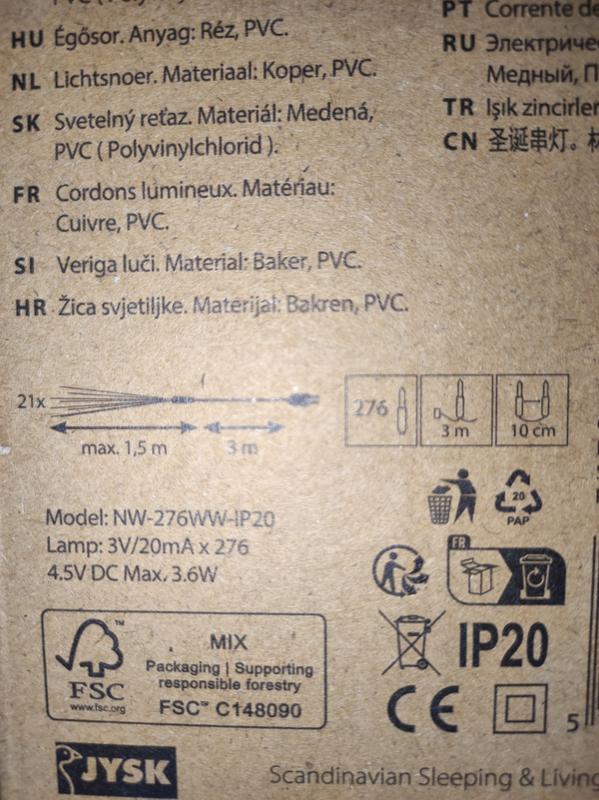 HU Égősor. Anyag: Réz, PVC.
NL Lichtsnoer. Materiaal: Koper, PVC.
SK Svetelný reťaz. Materiál: Medená,
PVC ( Polyvinylchlorid ).
FR Cordons lumineux. Matériau:
Cuivre, PVC.
SI Veriga luči. Material: Baker, PVC.
HR Žica svjetiljke. Materijal: Bakren, PVC.
PT Corrente de
RU
Медный,
TR Işık zincirler
CN 圣诞串灯。
21x
max. 1,5 m
3 m
276
3 m
10 cm
20
PAP
Model: NW-276WW-IP20
Lamp: 3V/20mA x 276
4.5V DC Max. 3.6W
FR
FSC
www.fsc.org
MIX
Packaging | Supporting
responsible forestry
FSC™ C148090
IP20
CE
5
JYSK
Scandinavian Sleeping & Living